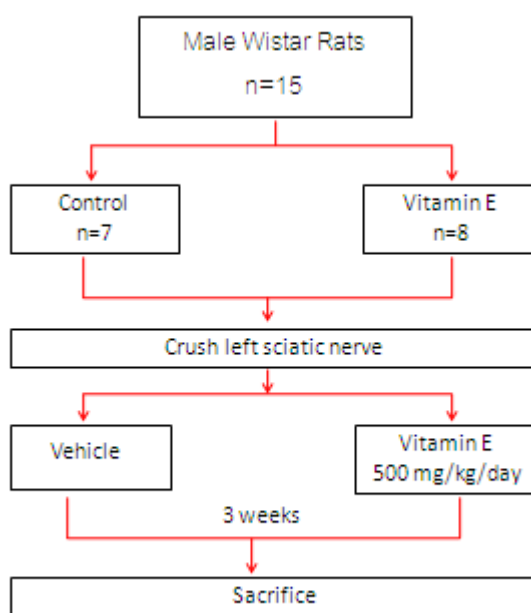 Male Wistar Rats
n=15
Control
n=7
Vitamin E
n=8
Crush left sciatic nerve
Vehicle
Vitamin E
500 mg/kg/day
3 weeks
Sacrifice